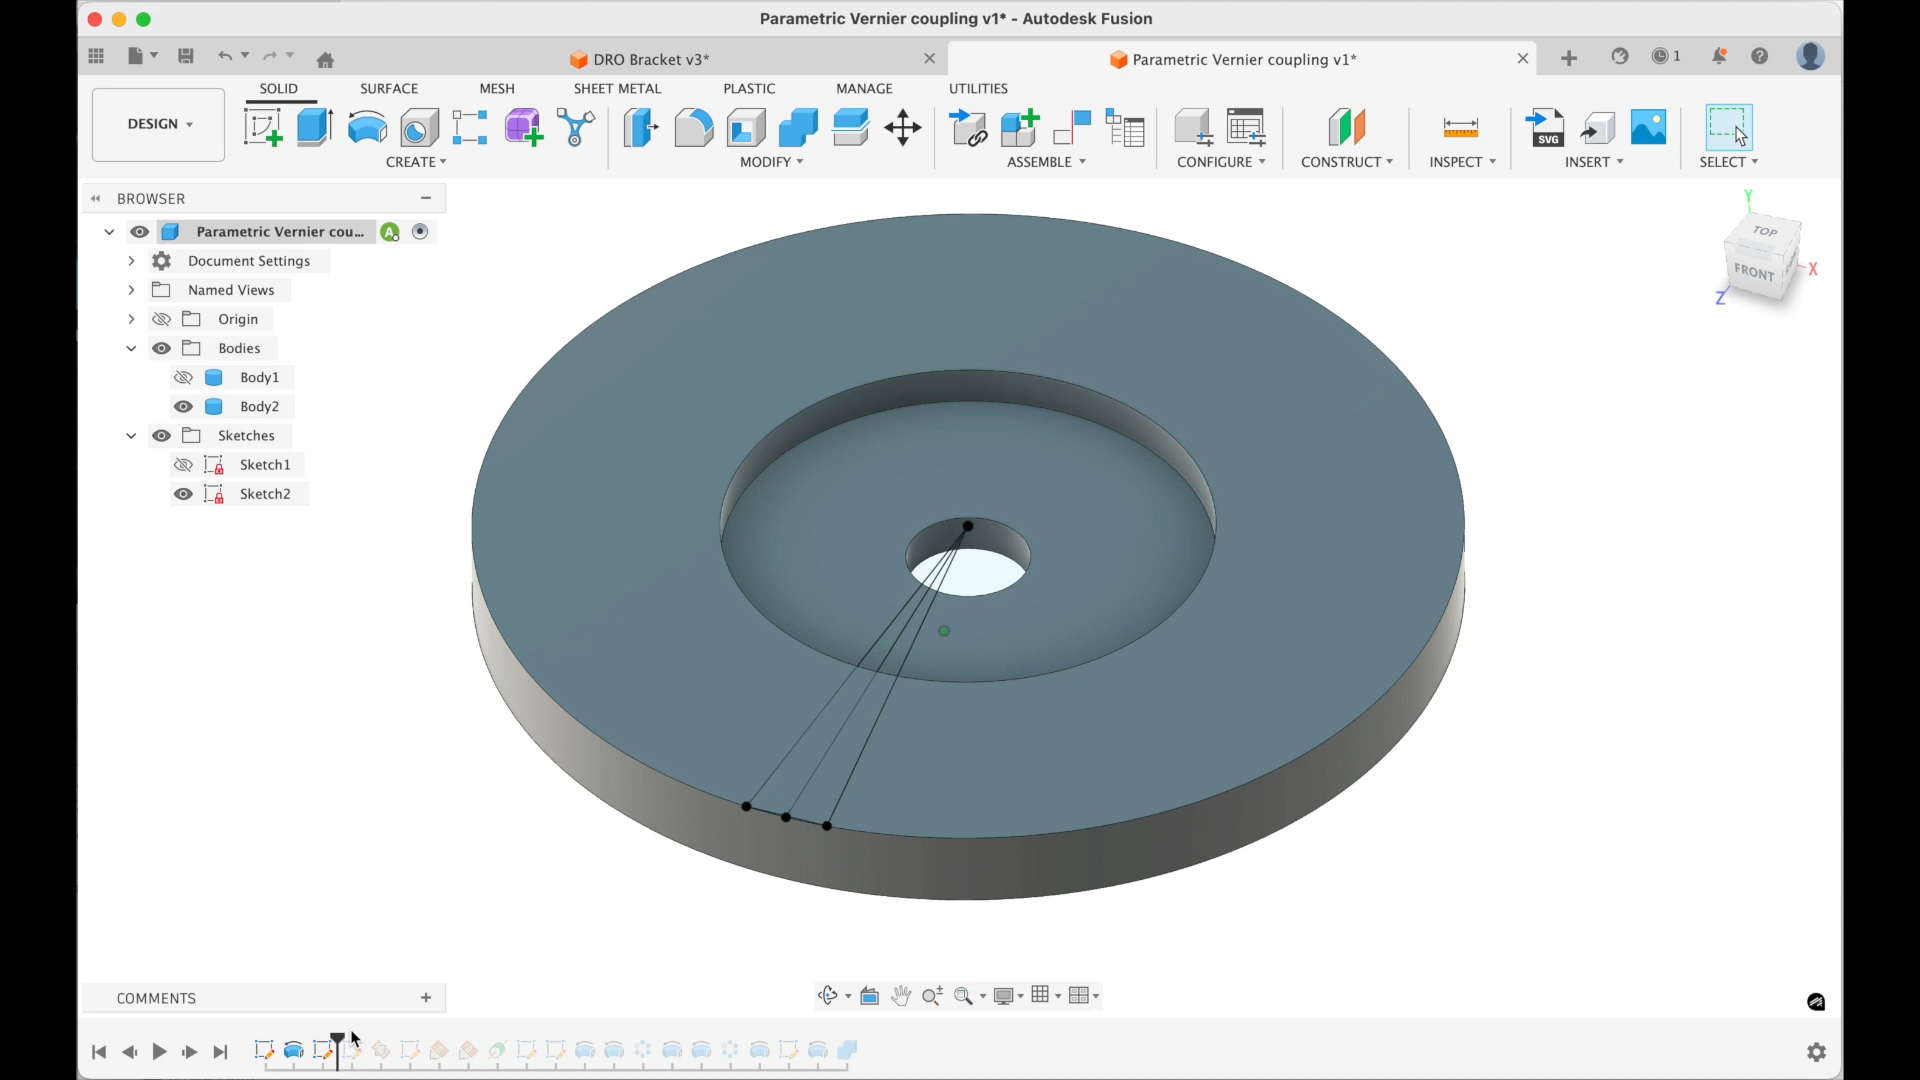 Parametric Vernier coupling v1* - Autodesk Fusion
DRO Bracket v3*
Parametric Vernier coupling v1*
1
SOLID
SURFACE
MESH
SHEET METAL
PLASTIC
MANAGE
UTILITIES
DESIGN
CREATE
MODIFY
ASSEMBLE
CONFIGURE
CONSTRUCT
INSPECT
SVG
INSERT
SELECT
BROWSER
Parametric Vernier cou...
A
Document Settings
Named Views
Origin
Bodies
Body1
Body2
Sketches
Sketch1
Sketch2
Y
TOP
FRONT
X
Z
COMMENTS